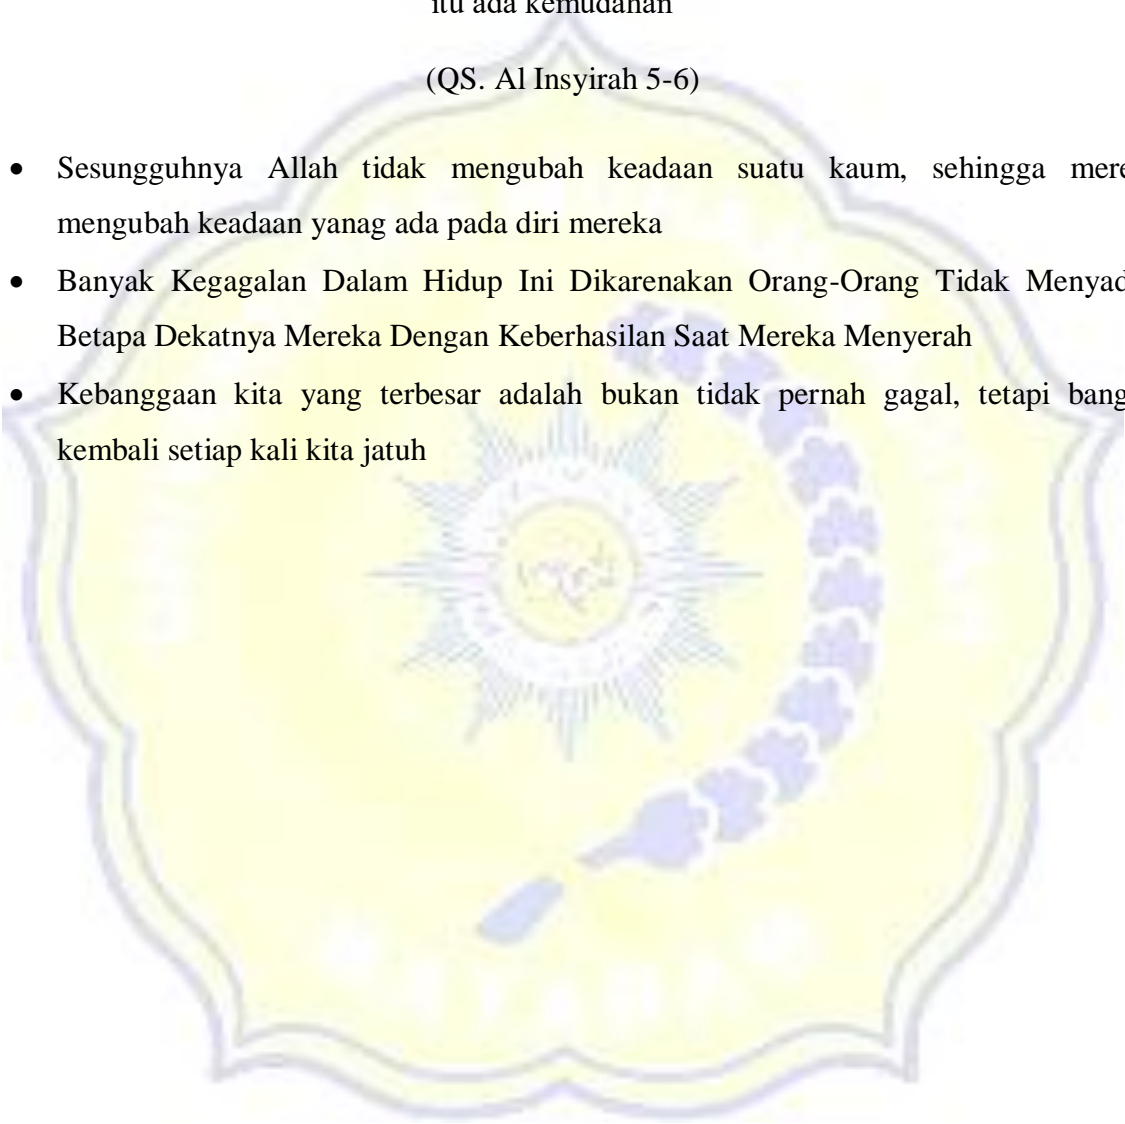 itu ada kemudahan
(QS. Al Insyirah 5-6)
• Sesungguhnya Allah tidak mengubah keadaan suatu kaum, sehingga mere
mengubah keadaan yanag ada pada diri mereka
• Banyak Kegagalan Dalam Hidup Ini Dikarenakan Orang-Orang Tidak Menyad
Betapa Dekatnya Mereka Dengan Keberhasilan Saat Mereka Menyerah
• Kebanggaan kita yang terbesar adalah bukan tidak pernah gagal, tetapi bang
kembali setiap kali kita jatuh